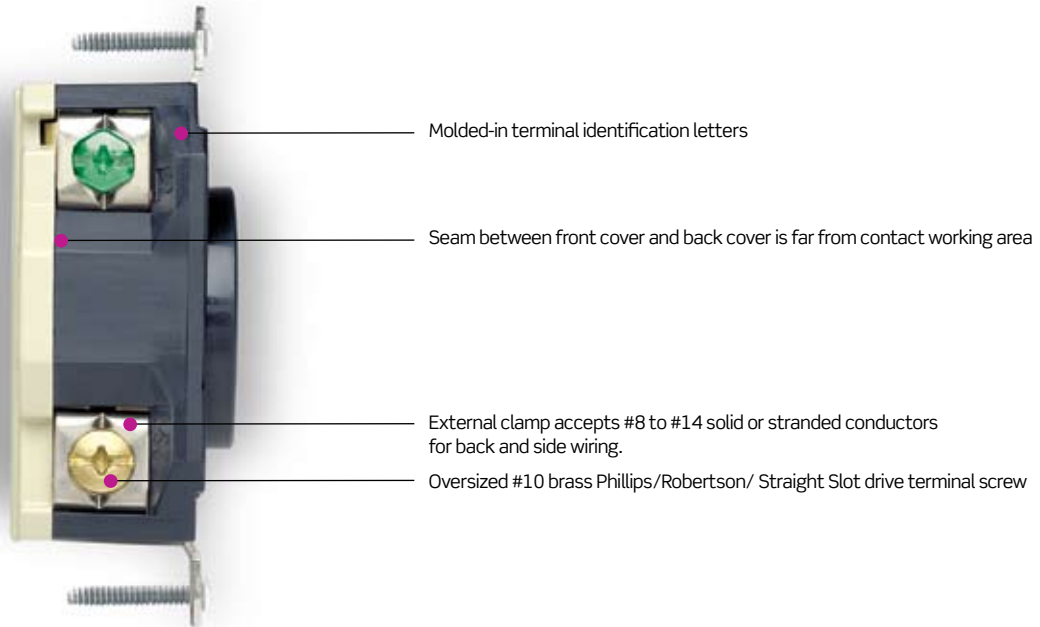 Molded-in terminal identification letters
Seam between front cover and back cover is far from contact working area
External clamp accepts #8 to #14 solid or stranded conductors
for back and side wiring.
Oversized #10 brass Phillips/Robertson/ Straight Slot drive terminal screw